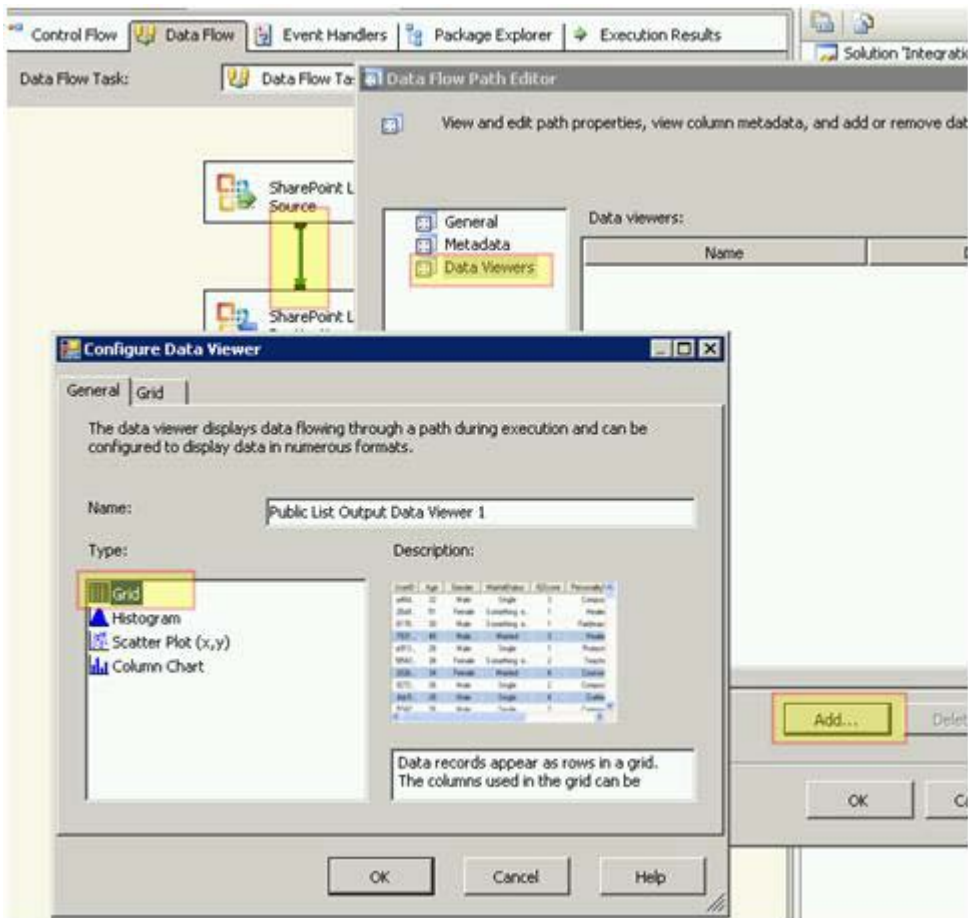 Control Flow
Data Flow
Event Handlers
Package Explorer
Execution Results
Solution 'Integrati
Data Flow Task:
Data Flow Ta
Data Flow Path Editor
View and edit path properties, view column metadata, and add or remove dat
SharePoint L
Source
General
Metadata
Data Viewers
Data viewers:
Name
SharePoint L
Configure Data Viewer
General
Grid
The data viewer displays data flowing through a path during execution and can be
configured to display data in numerous formats.
Name:
Public List Output Data Viewer 1
Type:
Description:
Grid
Histogram
Scatter Plot (x,y)
Column Chart
Data records appear as rows in a grid.
The columns used in the grid can be
Add...
Delet
OK
OK
Cancel
Help